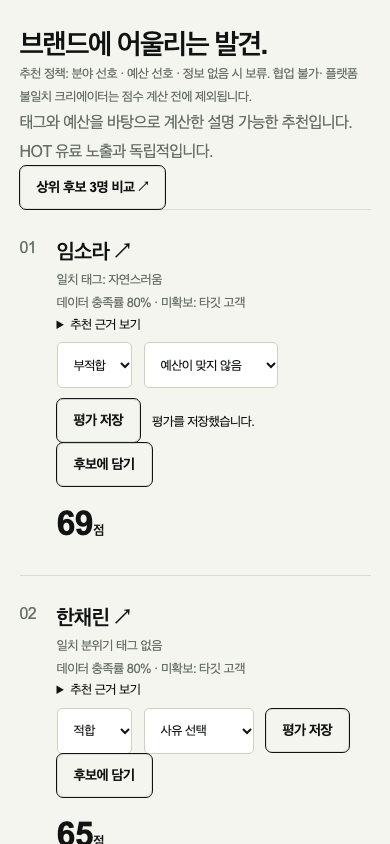 브랜드에 어울리는 발견.
추천 정책: 분야 선호 · 예산 선호 · 정보 없음 시 보류. 협업 불가· 플랫폼
불일치 크리에이터는 점수 계산 전에 제외됩니다.
태그와 예산을 바탕으로 계산한 설명 가능한 추천입니다.
HOT 유료 노출과 독립적입니다.
상위 후보 3명 비교 ↗
01 임소라 ↗
일치 태그: 자연스러움
데이터 충족률 80% · 미확보: 타깃 고객
▶ 추천 근거 보기
부적합 예산이 맞지 않음
평가 저장 평가를 저장했습니다.
후보에 담기
69점
02 한채린 ↗
일치 분위기 태그 없음
데이터 충족률 80% · 미확보: 타깃 고객
▶ 추천 근거 보기
적합 사유 선택 평가 저장
후보에 담기
65점